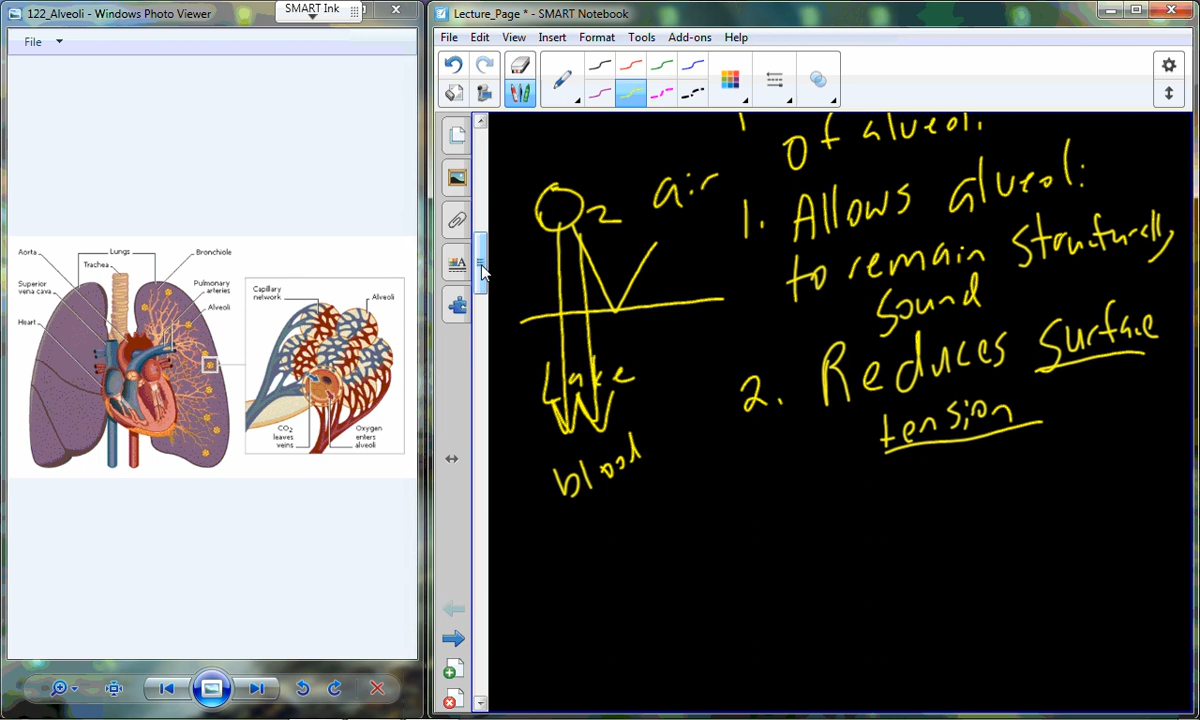 122_Alveoli - Windows Photo Viewer
SMART Ink
File
Lungs
Aorta
Trachea
Bronchiole
Superior
vena cava
Pulmonary
arteries
Heart
Alveoli
Capillary
network
Alveoli
CO2
leaves
veins
Oxygen
enters
alveoli
Lecture_Page * - SMART Notebook
File Edit View Insert Format Tools Add-ons Help
of alveoli
O2 air
Lake
blood
1. Allows alveoli
to remain structurally
sound
2. Reduces surface
tension